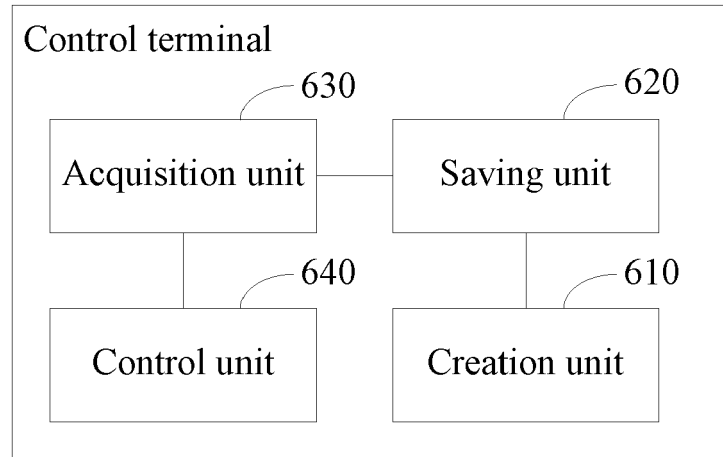 Control terminal
630
620
Acquisition unit
Saving unit
640
610
Control unit
Creation unit